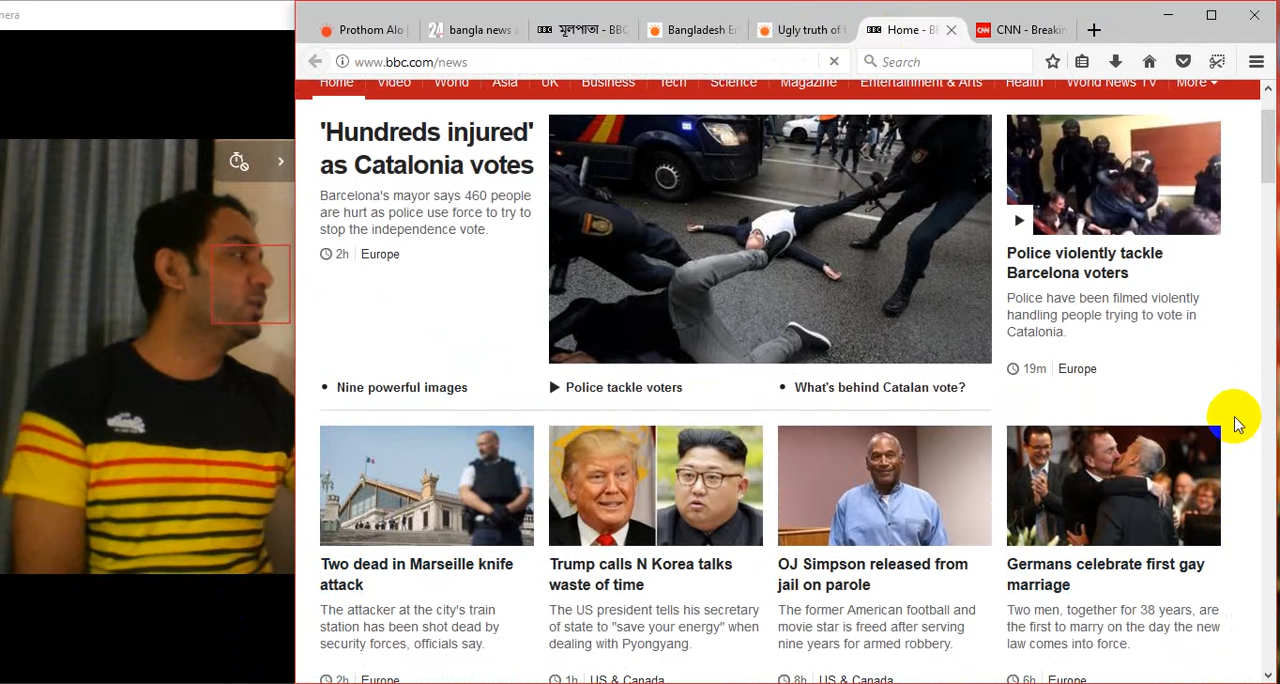 nera
Prothom Alo
24 bangla news
BBC মূলপাতা - BBC
Bangladesh
Ugly truth of
BBC Home - B
CNN CNN - Breaki
www.bbc.com/news
Search
Home Video World Asia UK Business Tech Science Magazine Entertainment & Arts Health World News TV More
'Hundreds injured'
as Catalonia votes
Barcelona's mayor says 460 people
are hurt as police use force to try to
stop the independence vote.
2h Europe
Police violently tackle
Barcelona voters
Police have been filmed violently
handling people trying to vote in
Catalonia.
19m Europe
Nine powerful images
Police tackle voters
What's behind Catalan vote?
Two dead in Marseille knife
attack
The attacker at the city's train
station has been shot dead by
security forces, officials say.
2h Europe
Trump calls N Korea talks
waste of time
The US president tells his secretary
of state to "save your energy" when
dealing with Pyongyang.
1h US & Canada
OJ Simpson released from
jail on parole
The former American football and
movie star is freed after serving
nine years for armed robbery.
8h US & Canada
Germans celebrate first gay
marriage
Two men, together for 38 years, are
the first to marry on the day the new
law comes into force.
6h Europe